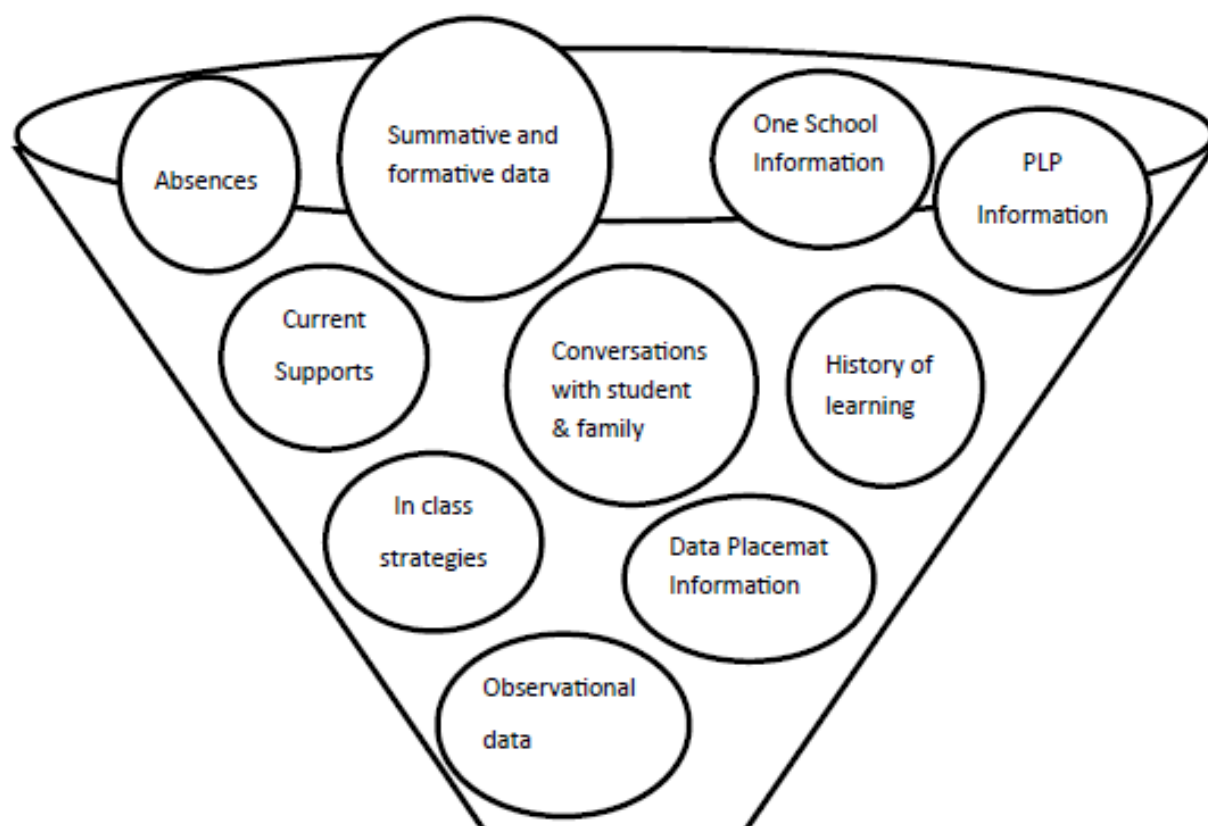 Absences
Summative and
formative data
One School
Information
PLP
Information
Current
Supports
Conversations
with student
& family
History of
learning
In class
strategies
Data Placemat
Information
Observational
data